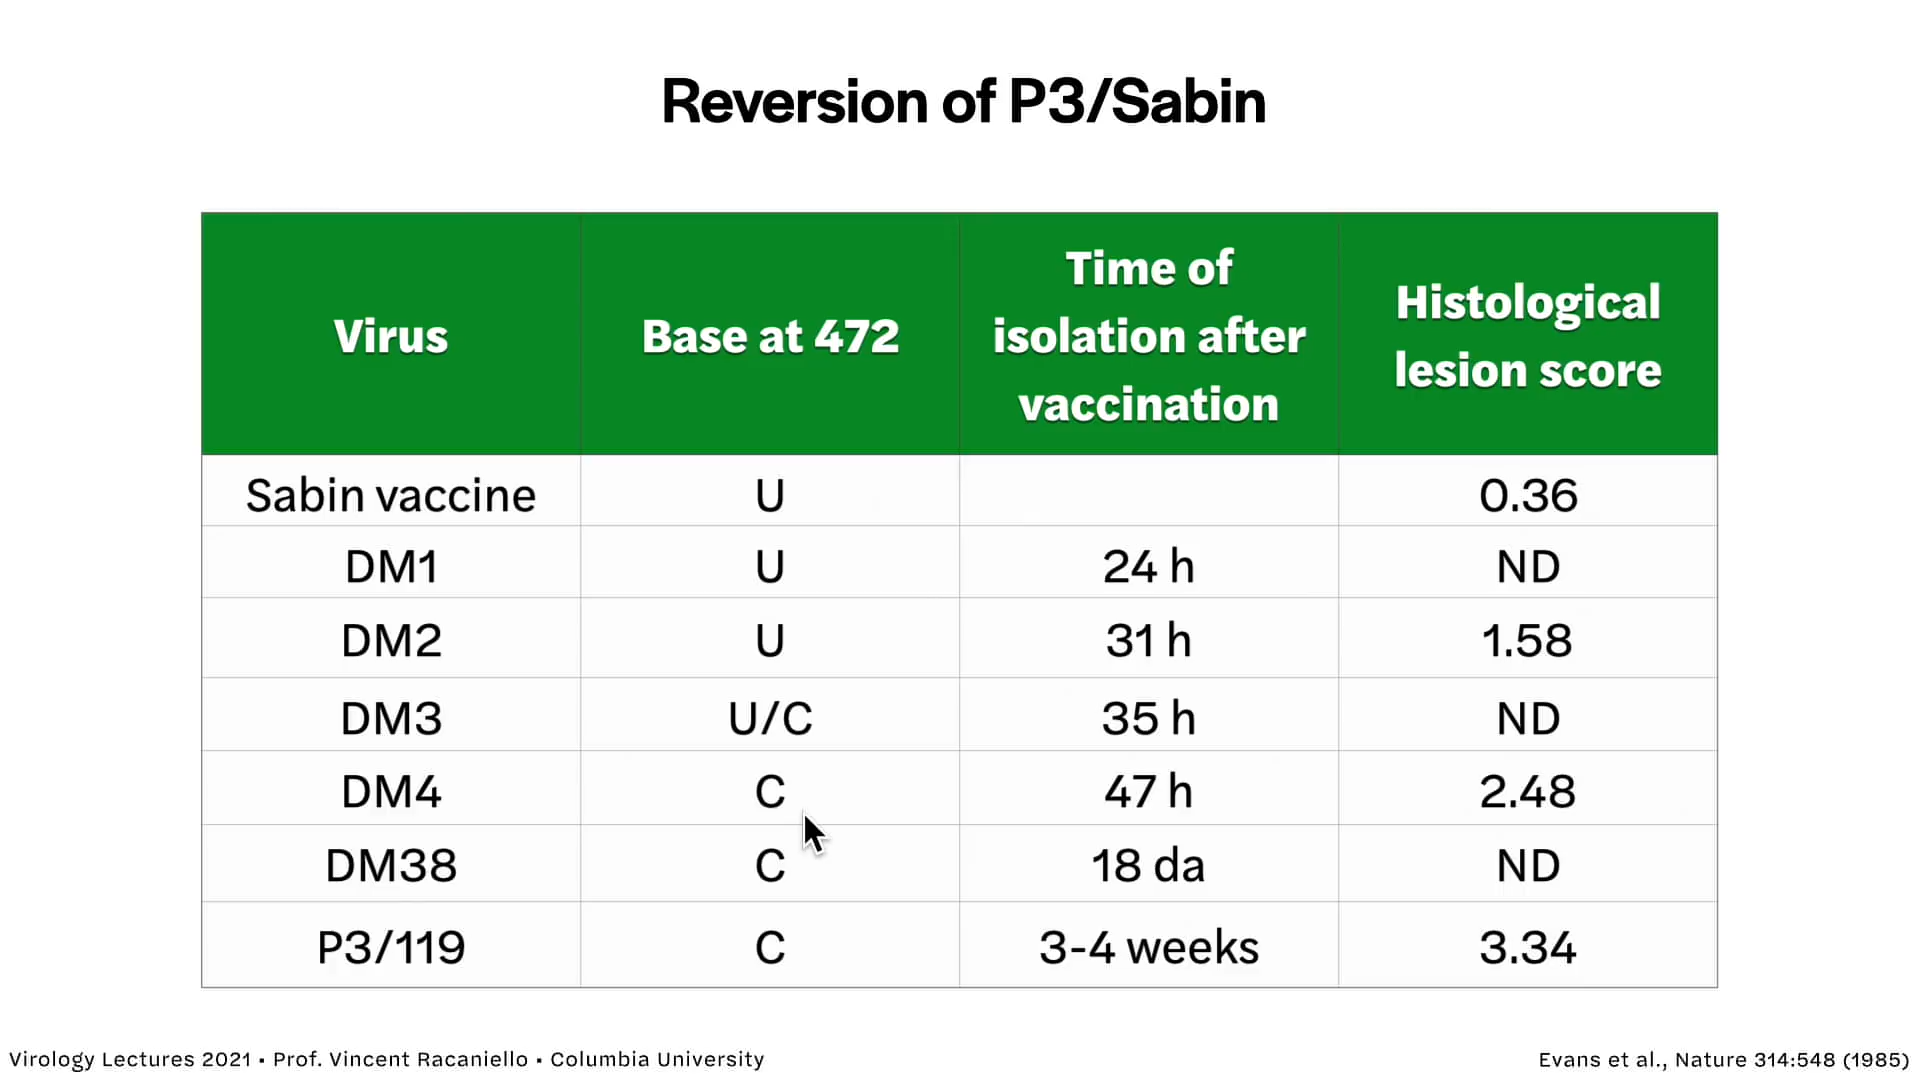 Reversion of P3/Sabin
Virus
Base at 472
Time of
isolation after
vaccination
Histological
lesion score
Sabin vaccine U 0.36
DM1 U 24 h ND
DM2 U 31 h 1.58
DM3 U/C 35 h ND
DM4 C 47 h 2.48
DM38 C 18 da ND
P3/119 C 3-4 weeks 3.34
Virology Lectures 2021 • Prof. Vincent Racaniello • Columbia University
Evans et al., Nature 314:548 (1985)